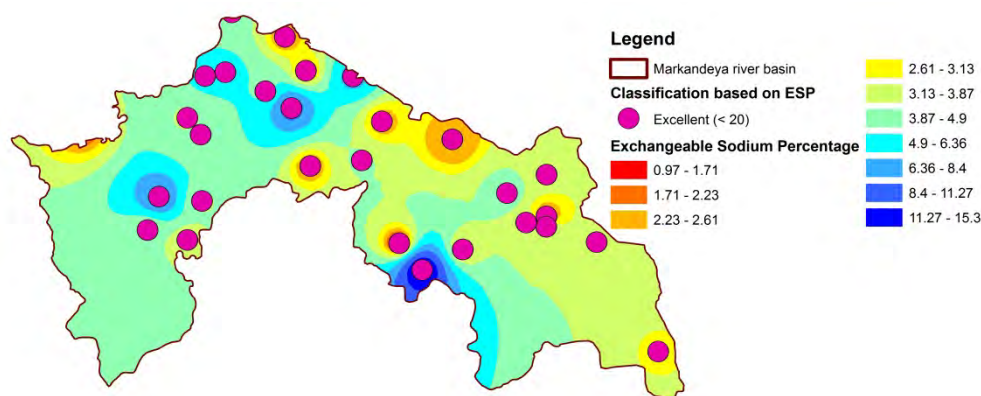 Legend
Markandeya river basin
Classification based on ESP
Excellent (< 20)
Exchangeable Sodium Percentage
0.97 - 1.71
1.71 - 2.23
2.23 - 2.61
2.61 - 3.13
3.13 - 3.87
3.87 - 4.9
4.9 - 6.36
6.36 - 8.4
8.4 - 11.27
11.27 - 15.3